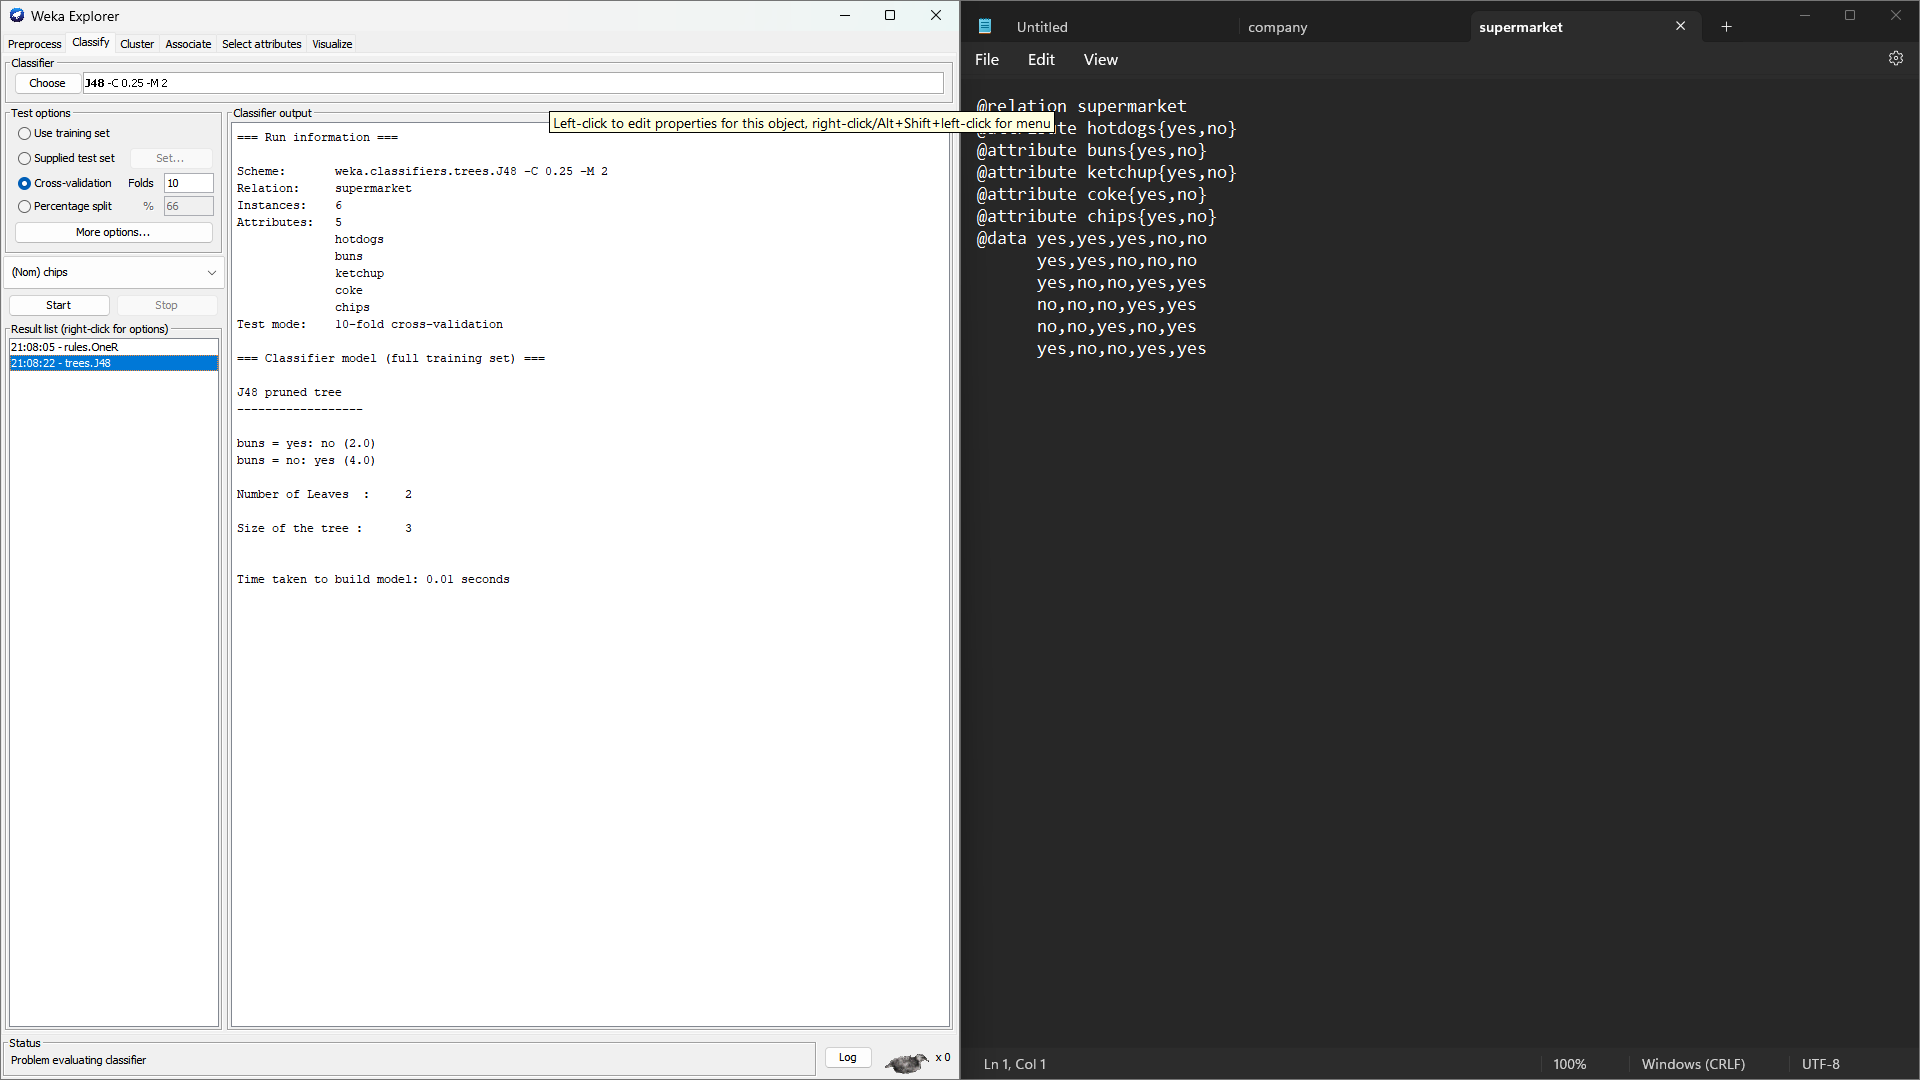 Weka Explorer
Preprocess Classify Cluster Associate Select attributes Visualize
Classifier
Choose J48 -C 0.25 -M 2
Test options
Use training set
Supplied test set Set...
Cross-validation Folds 10
Percentage split % 66
More options...
(Nom) chips
Start Stop
Result list (right-click for options)
21:08:05 - rules.OneR
21:08:22 - trees.J48
Classifier output
Left-click to edit properties for this object, right-click/Alt+Shift+left-click for menu
=== Run information ===
Scheme: weka.classifiers.trees.J48 -C 0.25 -M 2
Relation: supermarket
Instances: 6
Attributes: 5
hotdogs
buns
ketchup
coke
chips
Test mode: 10-fold cross-validation
=== Classifier model (full training set) ===
J48 pruned tree
------------------
buns = yes: no (2.0)
buns = no: yes (4.0)
Number of Leaves : 2
Size of the tree : 3
Time taken to build model: 0.01 seconds
Status
Problem evaluating classifier
Log x 0
Untitled company supermarket
File Edit View
@relation supermarket
hotdogs{yes,no}
@attribute buns{yes,no}
@attribute ketchup{yes,no}
@attribute coke{yes,no}
@attribute chips{yes,no}
@data yes,yes,yes,no,no
yes,yes,no,no,no
yes,no,no,yes,yes
no,no,no,yes,yes
no,no,yes,no,yes
yes,no,no,yes,yes
Ln 1, Col 1 100% Windows (CRLF) UTF-8